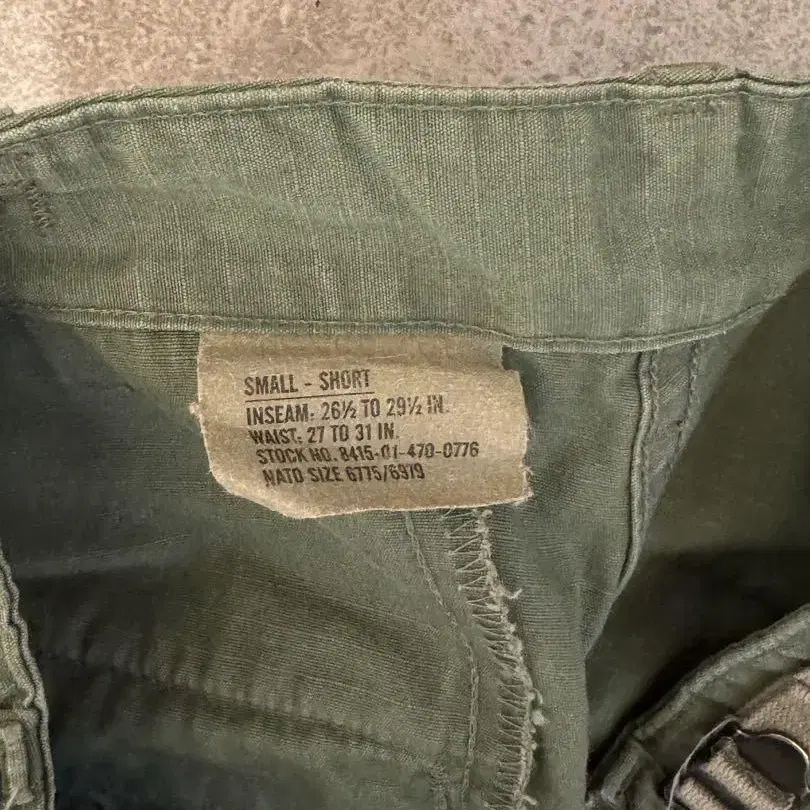 SMALL - SHORT
INSEAM: 26½ TO 29½ IN.
WAIST: 27 TO 31 IN.
STOCK NO. 8415-01-470-0776
NATO SIZE 6775/6979